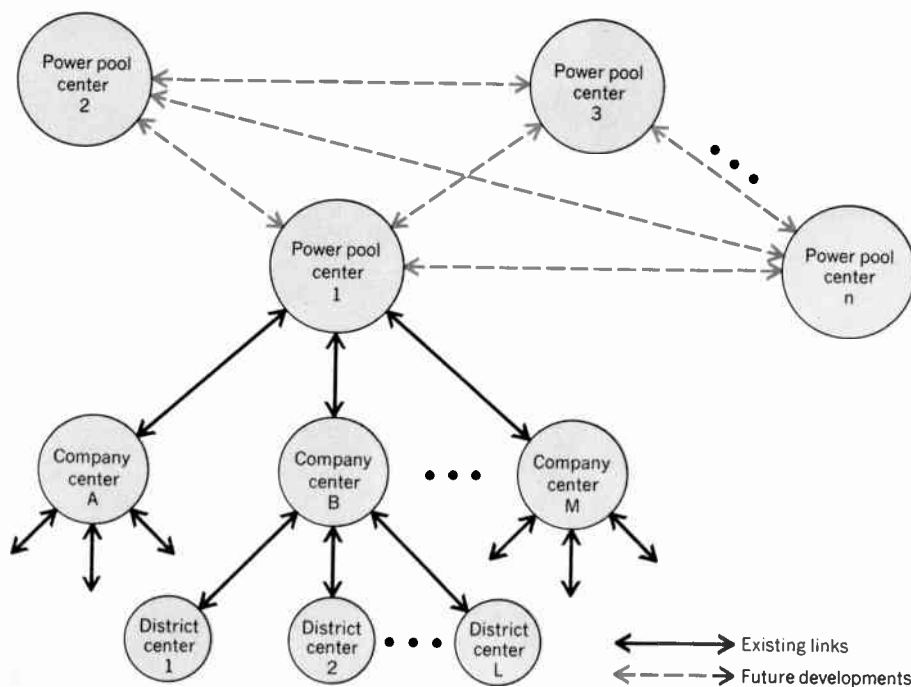 Power pool
center
2
Power pool
center
3
Power pool
center
1
Power pool
center
n
Company
center
A
Company
center
B
Company
center
M
District
center
1
District
center
2
District
center
L
Existing links
Future developments